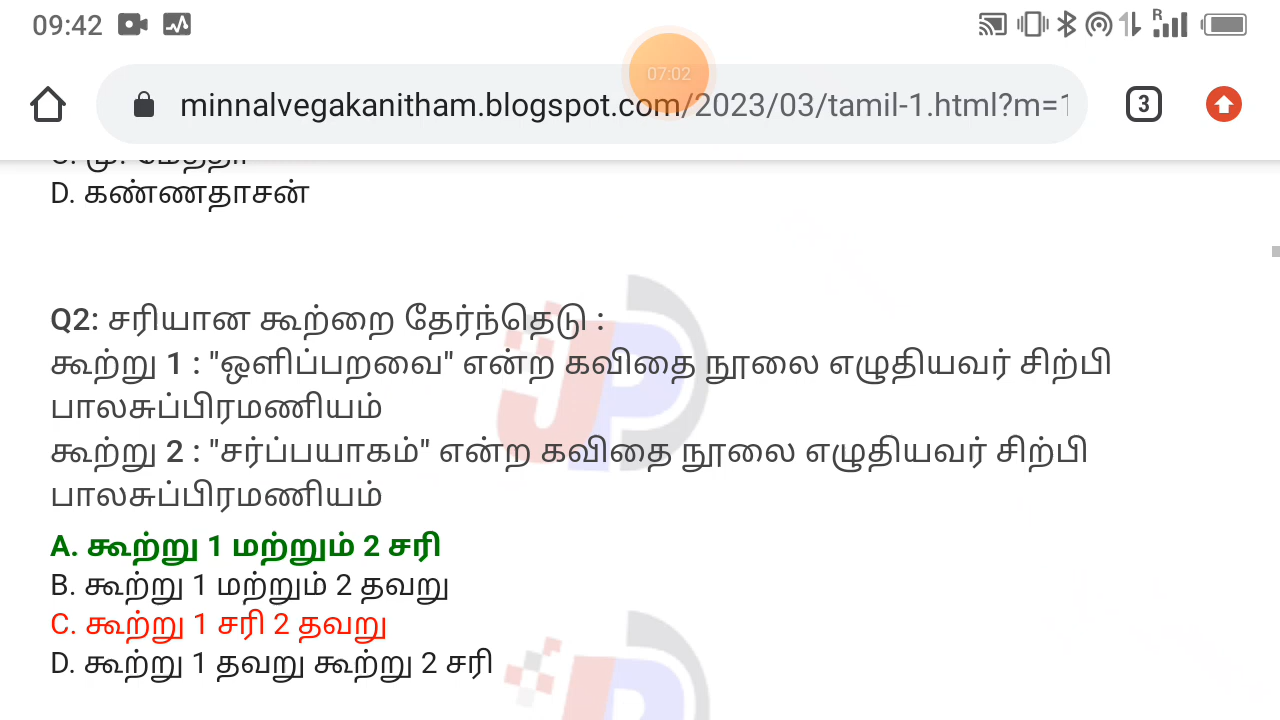 09:42
07:02
minnalvegakanitham.blogspot.com/2023/03/tamil-1.html?m=1
3
R
D. கண்ணதாசன்
Q2: சரியான கூற்றை தேர்ந்தெடு :
கூற்று 1 : "ஒளிப்பறவை" என்ற கவிதை நூலை எழுதியவர் சிற்பி
பாலசுப்பிரமணியம்
கூற்று 2 : "சர்ப்பயாகம்" என்ற கவிதை நூலை எழுதியவர் சிற்பி
பாலசுப்பிரமணியம்
A. கூற்று 1 மற்றும் 2 சரி
B. கூற்று 1 மற்றும் 2 தவறு
C. கூற்று 1 சரி 2 தவறு
D. கூற்று 1 தவறு கூற்று 2 சரி